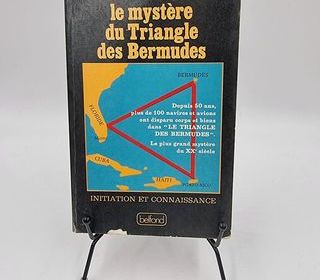 le mystère
du Triangle
des Bermudes
BERMUDES
Depuis 50 ans,
plus de 100 navires et avions
ont disparu corps et biens
dans "LE TRIANGLE
DES BERMUDES".
Le plus grand mystère
du XXe siècle
FLORIDE
CUBA
HAITI
PORTO RICO
INITIATION ET CONNAISSANCE
belfond